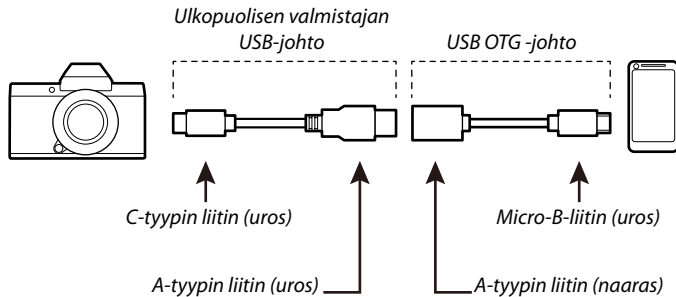 Ulkopuolisen valmistajan
USB-johto
USB OTG -johto
C-tyypin liitin (uros)
Micro-B-liitin (uros)
A-tyypin liitin (uros)
A-tyypin liitin (naaras)